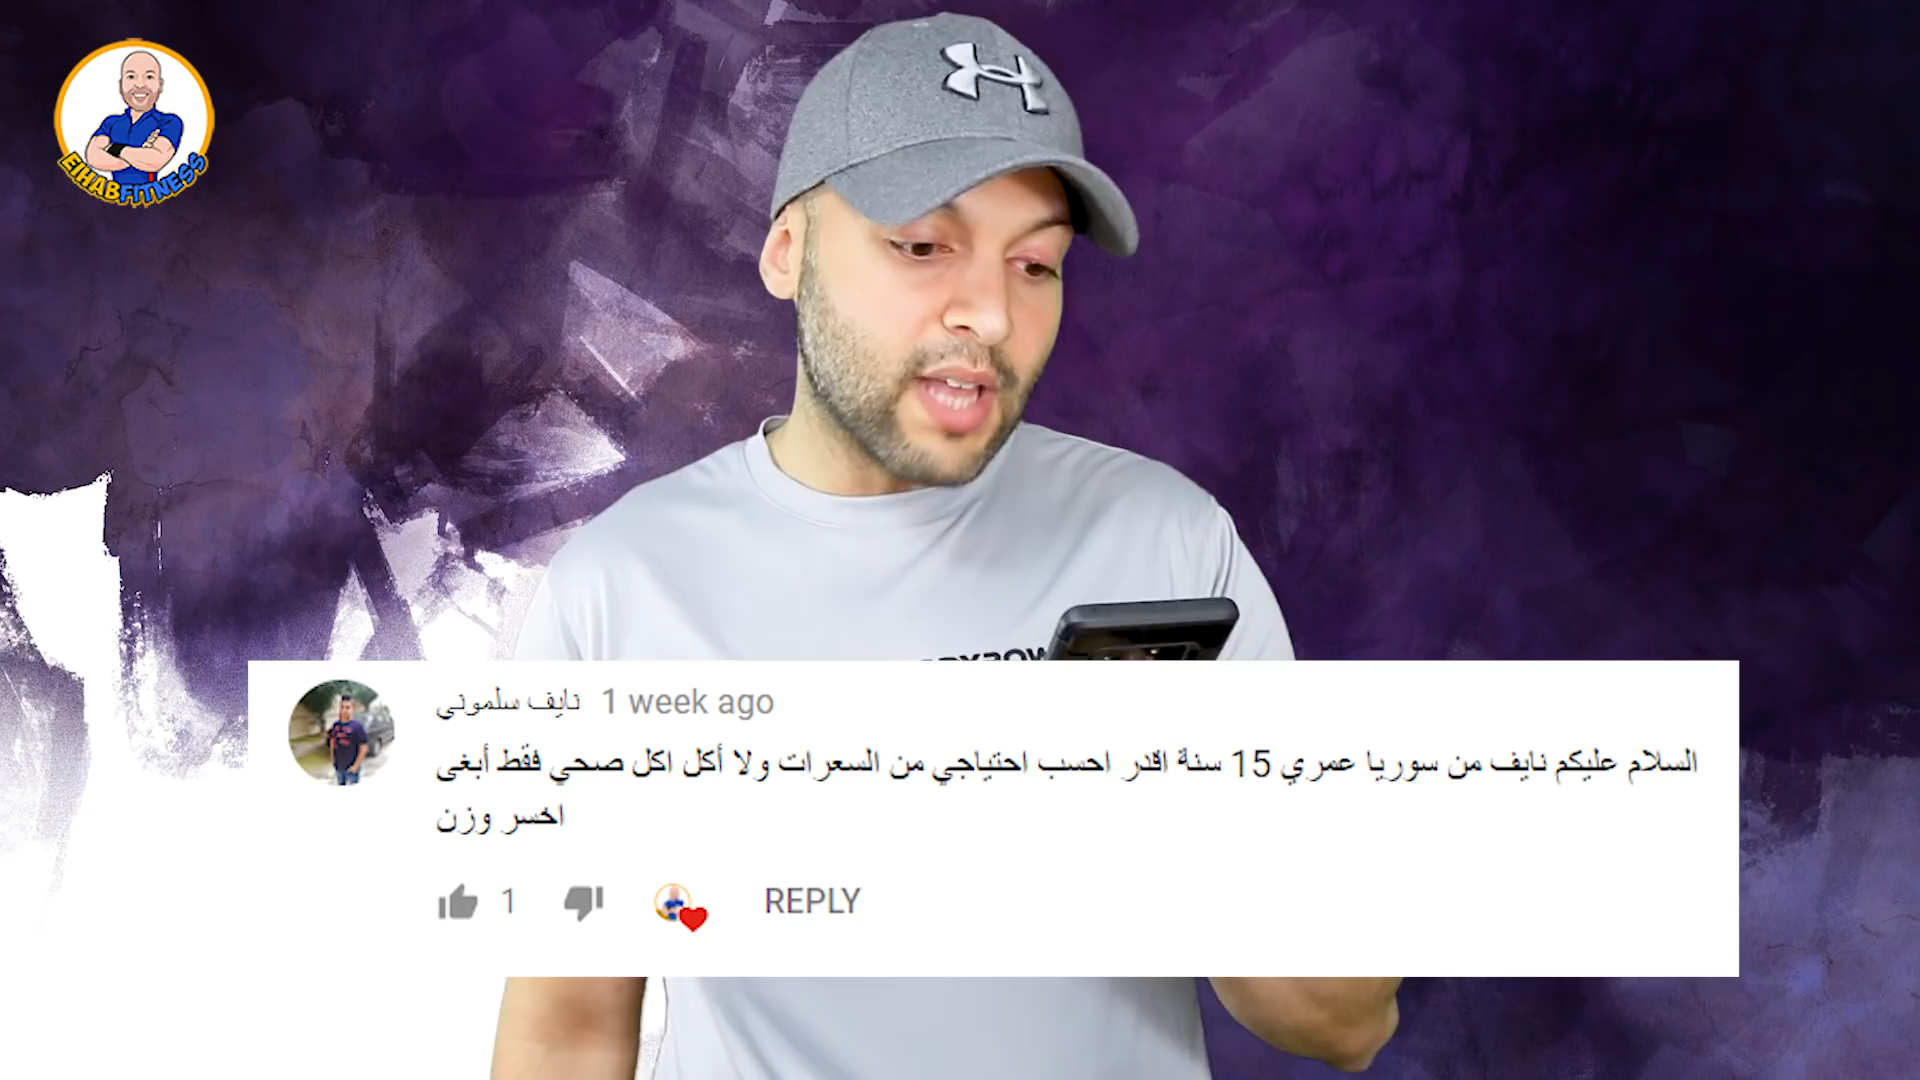 EIHABFITNESS
نايف سلموني 1 week ago
السلام عليكم نايف من سوريا عمري 15 سنة اقدر احسب احتياجي من السعرات ولا أكل اكل صحي فقط أبغى
اخسر وزن
1 REPLY